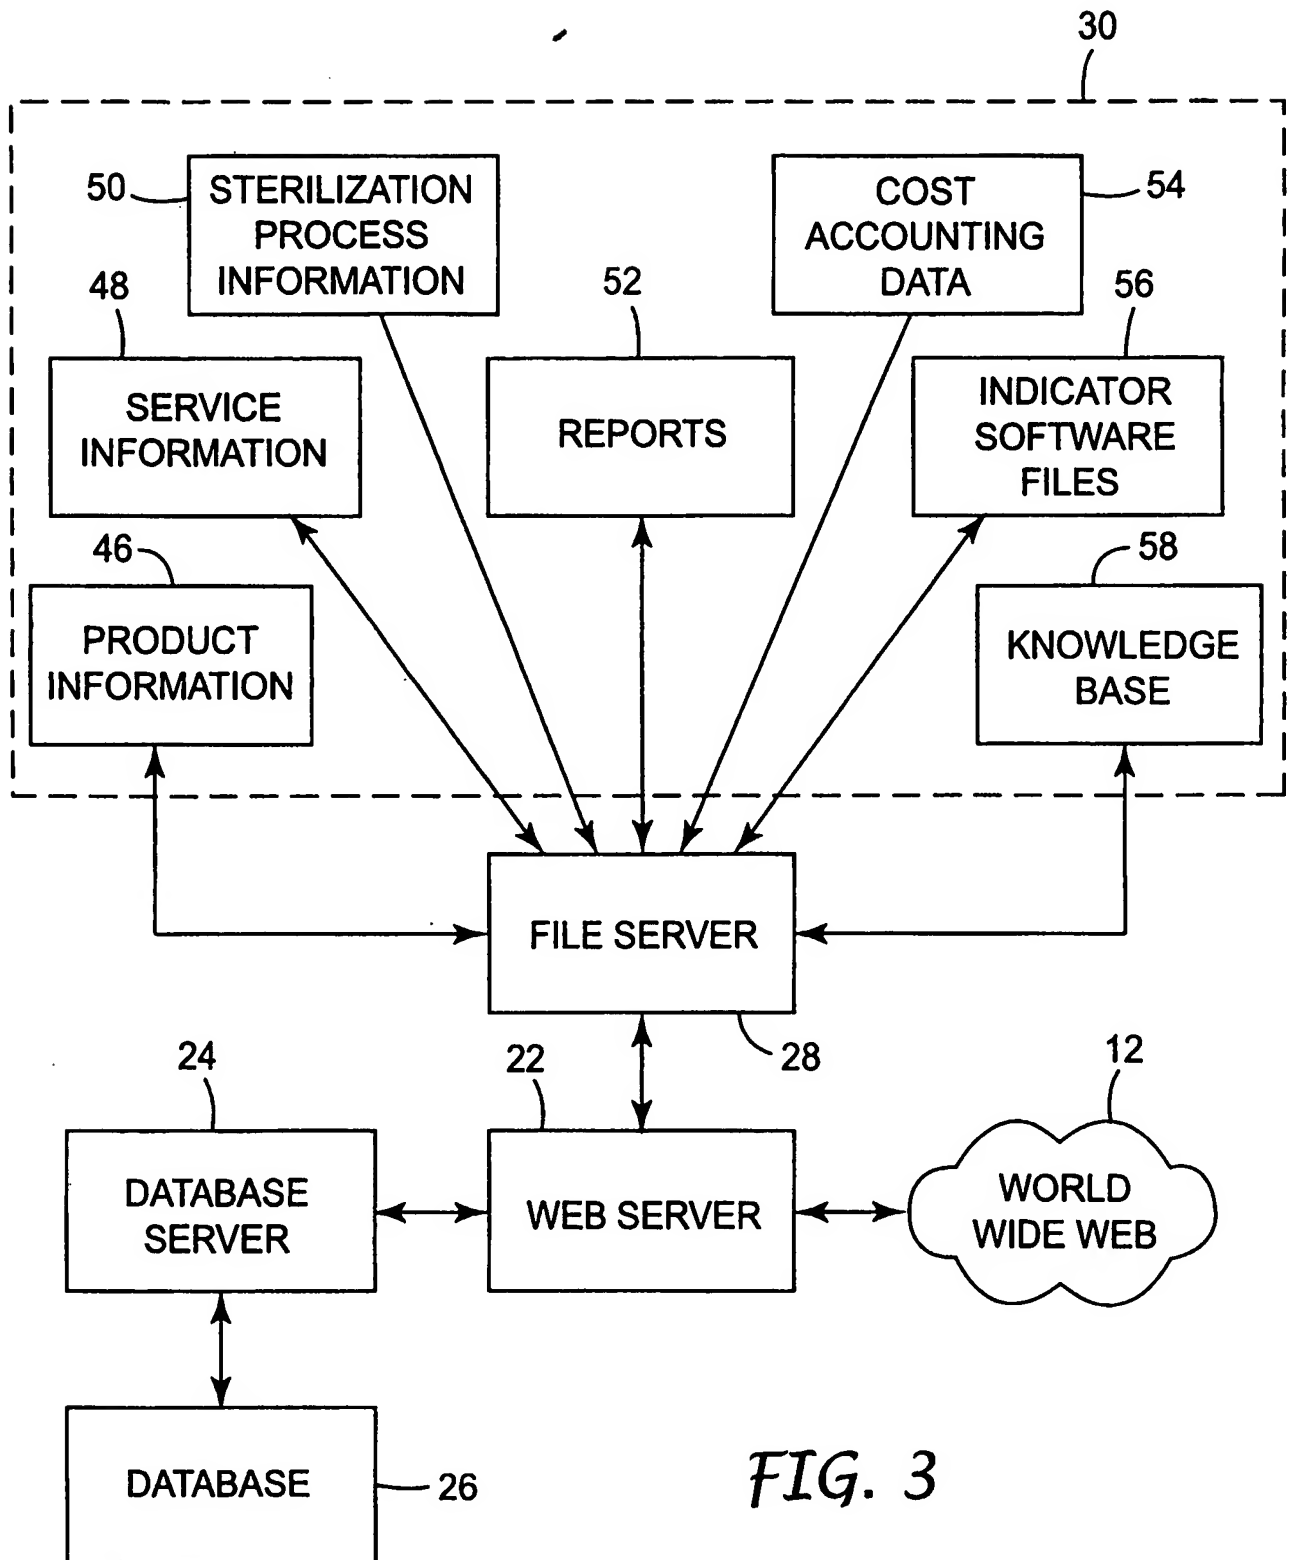 30
50
STERILIZATION
PROCESS
INFORMATION
COST
ACCOUNTING
DATA
54
48
SERVICE
INFORMATION
52
REPORTS
56
INDICATOR
SOFTWARE
FILES
46
PRODUCT
INFORMATION
58
KNOWLEDGE
BASE
FILE SERVER
28
24
DATABASE
SERVER
22
WEB SERVER
12
WORLD
WIDE WEB
DATABASE
26
FIG. 3